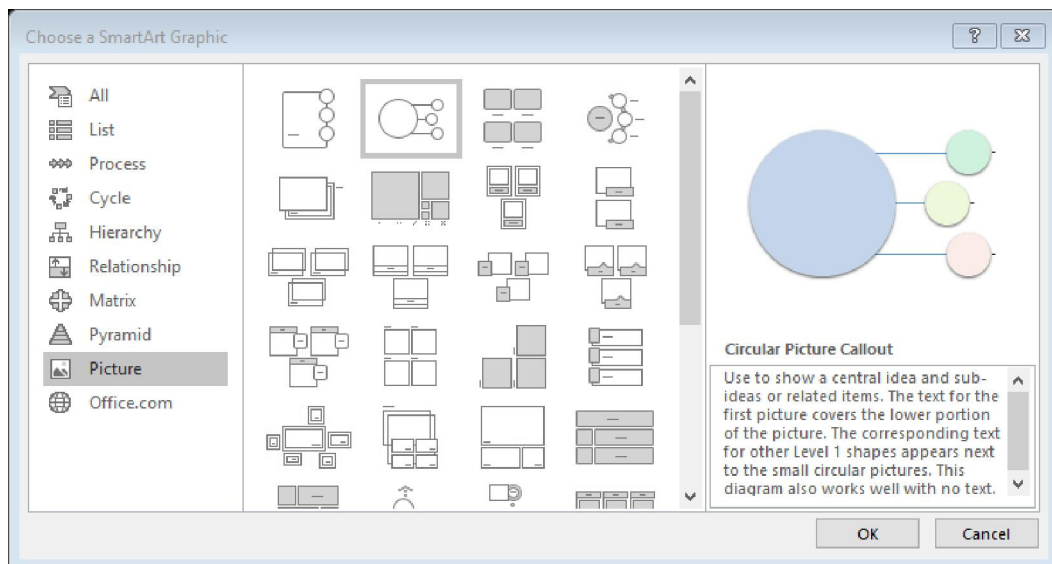 Choose a SmartArt Graphic
All
List
Process
Cycle
Hierarchy
Relationship
Matrix
Pyramid
Picture
Office.com
Circular Picture Callout
Use to show a central idea and sub-
ideas or related items. The text for the
first picture covers the lower portion
of the picture. The corresponding text
for other Level 1 shapes appears next
to the small circular pictures. This
diagram also works well with no text.
OK
Cancel